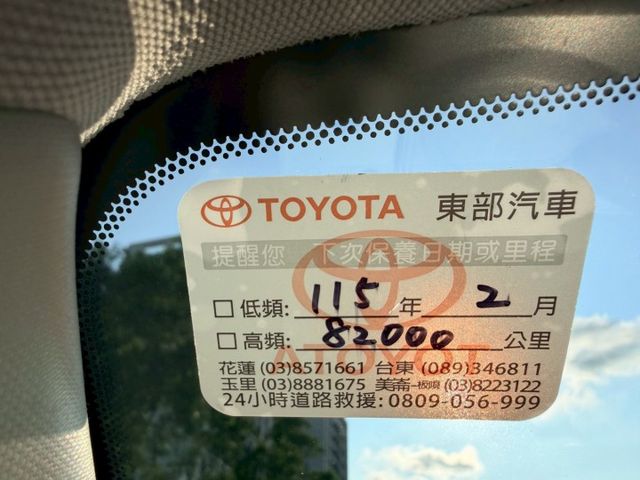 TOYOTA 東部汽車
提醒您 下次保養日期或里程
☐ 低頻: 115 年 2 月
☐ 高頻: 82000 公里
花蓮 (03)8571661 台東 (089)346811
玉里 (03)8881675 美崙-板噴 (03)8223122
24小時道路救援: 0809-056-999
TOYOTA